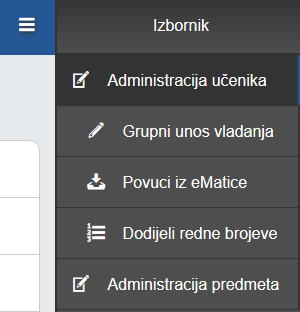 Izbornik
Administracija učenika
Grupni unos vladanja
Povuci iz eMatice
Dodijeli redne brojeve
Administracija predmeta